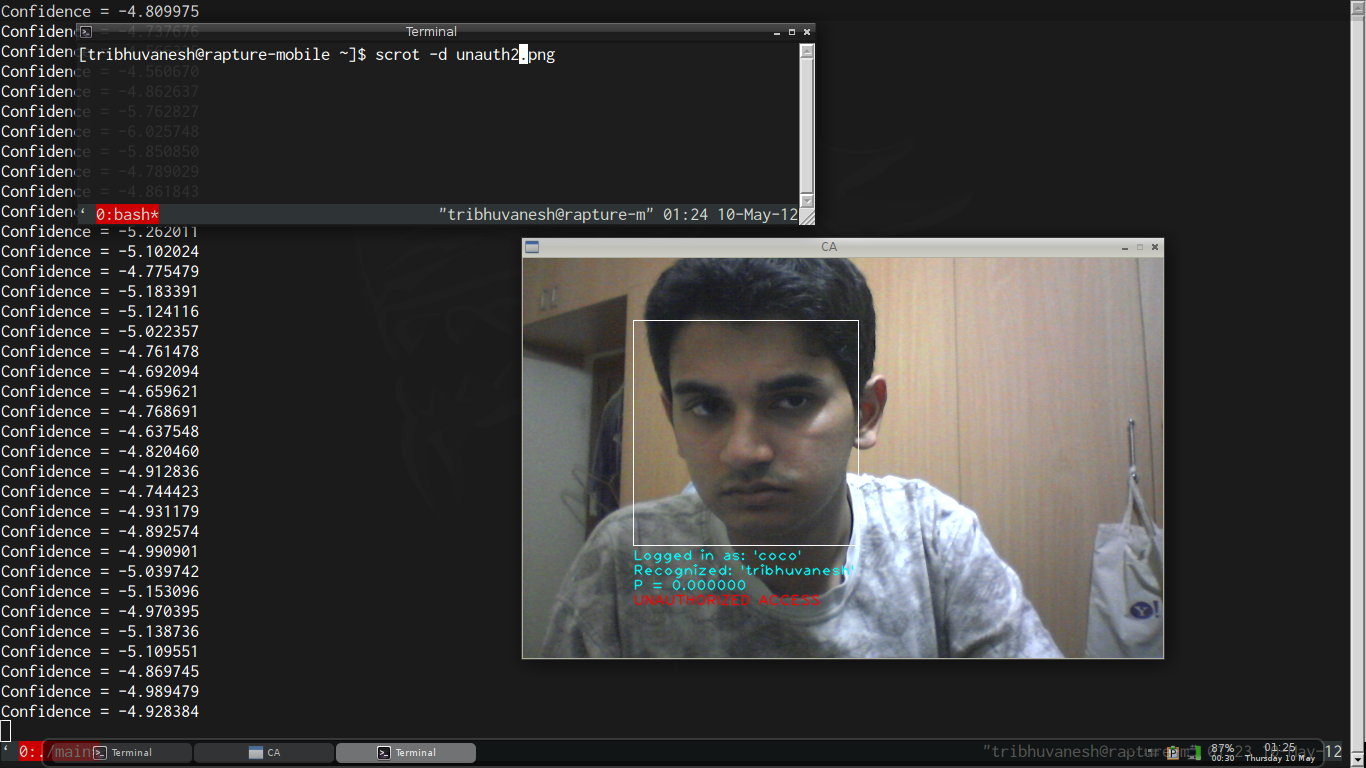 Confidence = -4.809975
Confidence = -4.737676
Terminal
[tribhuvanesh@rapture-mobile ~]$ scrot -d unauth2.png
Confidence = -4.560670
Confidence = -4.862637
Confidence = -5.762827
Confidence = -6.025748
Confidence = -5.850850
Confidence = -4.789029
Confidence = -4.861843
0:bash* "tribhuvanesh@rapture-m" 01:24 10-May-12
Confidence = -5.262011
Confidence = -5.102024
Confidence = -4.775479
Confidence = -5.183391
Confidence = -5.124116
Confidence = -5.022357
Confidence = -4.761478
Confidence = -4.692094
Confidence = -4.659621
Confidence = -4.768691
Confidence = -4.637548
Confidence = -4.820460
Confidence = -4.912836
Confidence = -4.744423
Confidence = -4.931179
Confidence = -4.892574
Confidence = -4.990901
Confidence = -5.039742
Confidence = -5.153096
Confidence = -4.970395
Confidence = -5.138736
Confidence = -5.109551
Confidence = -4.869745
Confidence = -4.989479
Confidence = -4.928384
CA
Logged in as: 'coco'
Recognized: 'tribhuvanesh'
P = 0.000000
UNAUTHORIZED ACCESS
Y!
0:./main
Terminal
CA
Terminal
"tribhuvanesh@rapture-m" 01:23 10-May-12
87%
00:30
01:25
Thursday 10 May